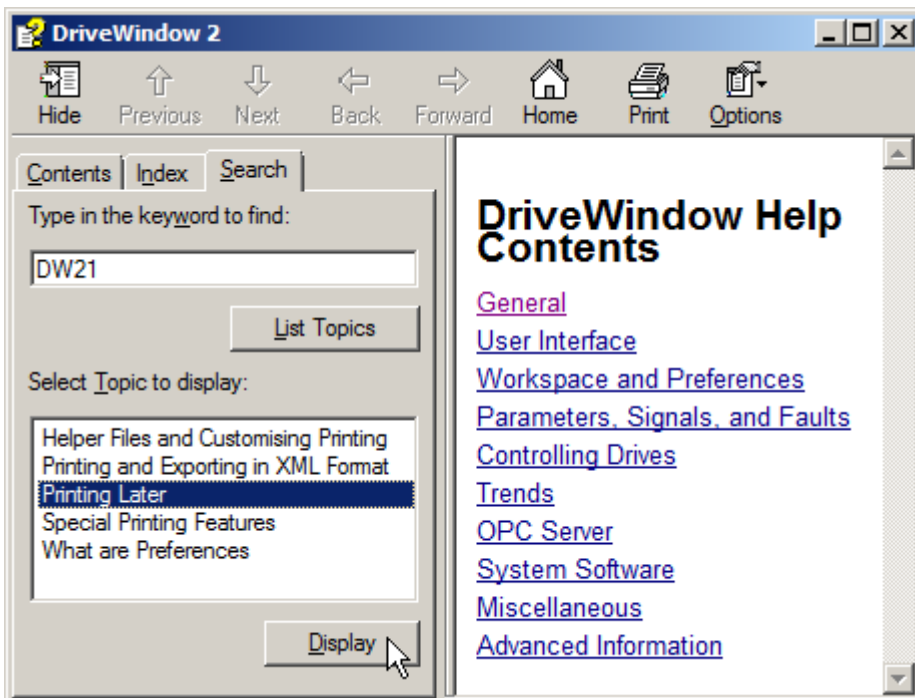 DriveWindow 2
Hide Previous Next Back Forward Home Print Options
Contents Index Search
Type in the keyword to find:
DW21
List Topics
Select Topic to display:
Helper Files and Customising Printing
Printing and Exporting in XML Format
Printing Later
Special Printing Features
What are Preferences
Display
DriveWindow Help
Contents
General
User Interface
Workspace and Preferences
Parameters, Signals, and Faults
Controlling Drives
Trends
OPC Server
System Software
Miscellaneous
Advanced Information